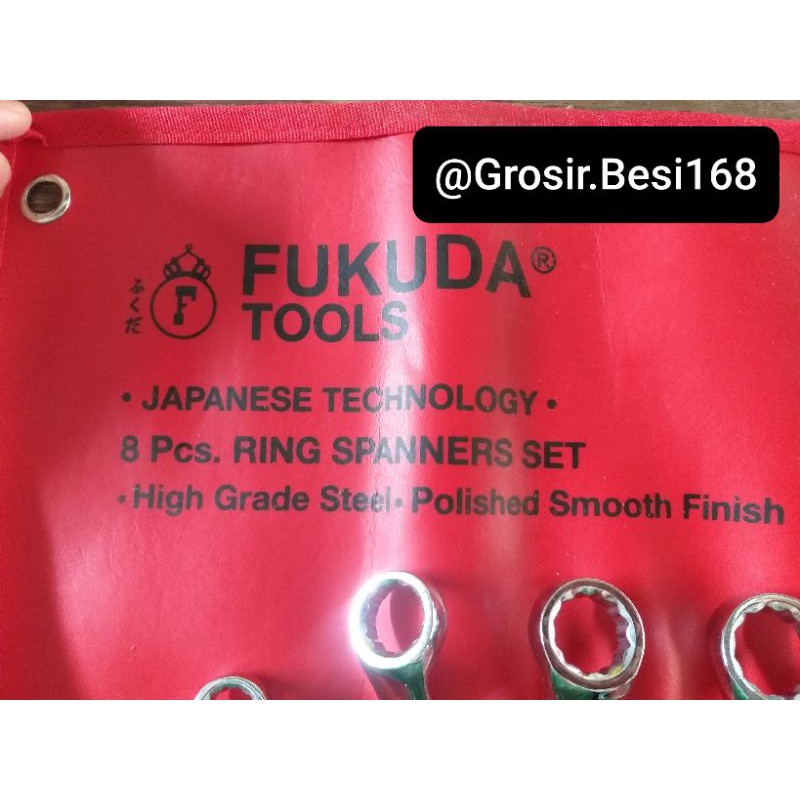 @Grosir.Besi168
ふくだ
F
FUKUDA®
TOOLS
• JAPANESE TECHNOLOGY •
8 Pcs. RING SPANNERS SET
• High Grade Steel • Polished Smooth Finish